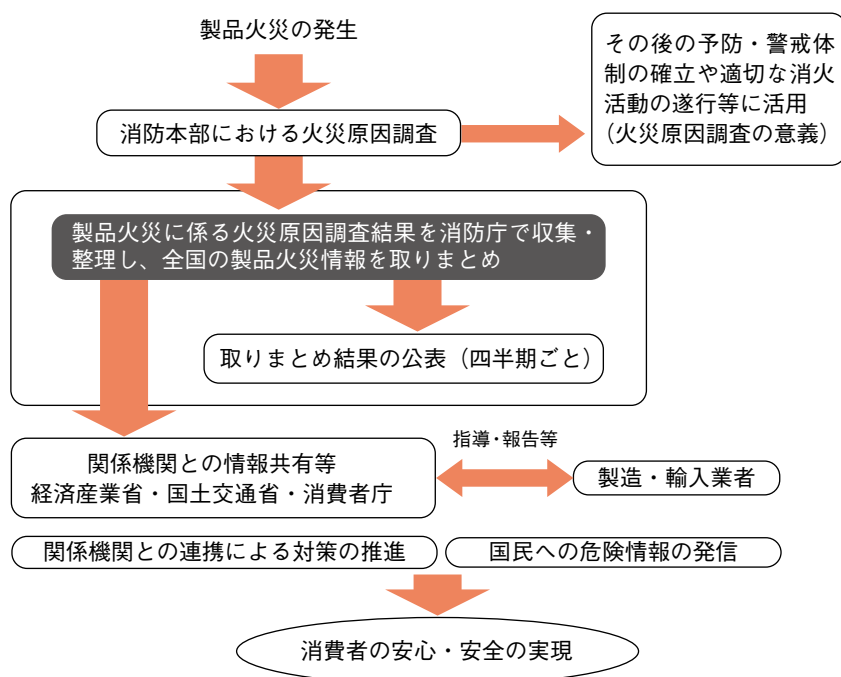 製品火災の発生
その後の予防・警戒体
制の確立や適切な消火
活動の遂行等に活用
(火災原因調査の意義)
消防本部における火災原因調査
製品火災に係る火災原因調査結果を消防庁で収集・
整理し、全国の製品火災情報を取りまとめ
取りまとめ結果の公表(四半期ごと)
関係機関との情報共有等
経済産業省・国土交通省・消費者庁
指導・報告等
製造・輸入業者
関係機関との連携による対策の推進
国民への危険情報の発信
消費者の安心・安全の実現